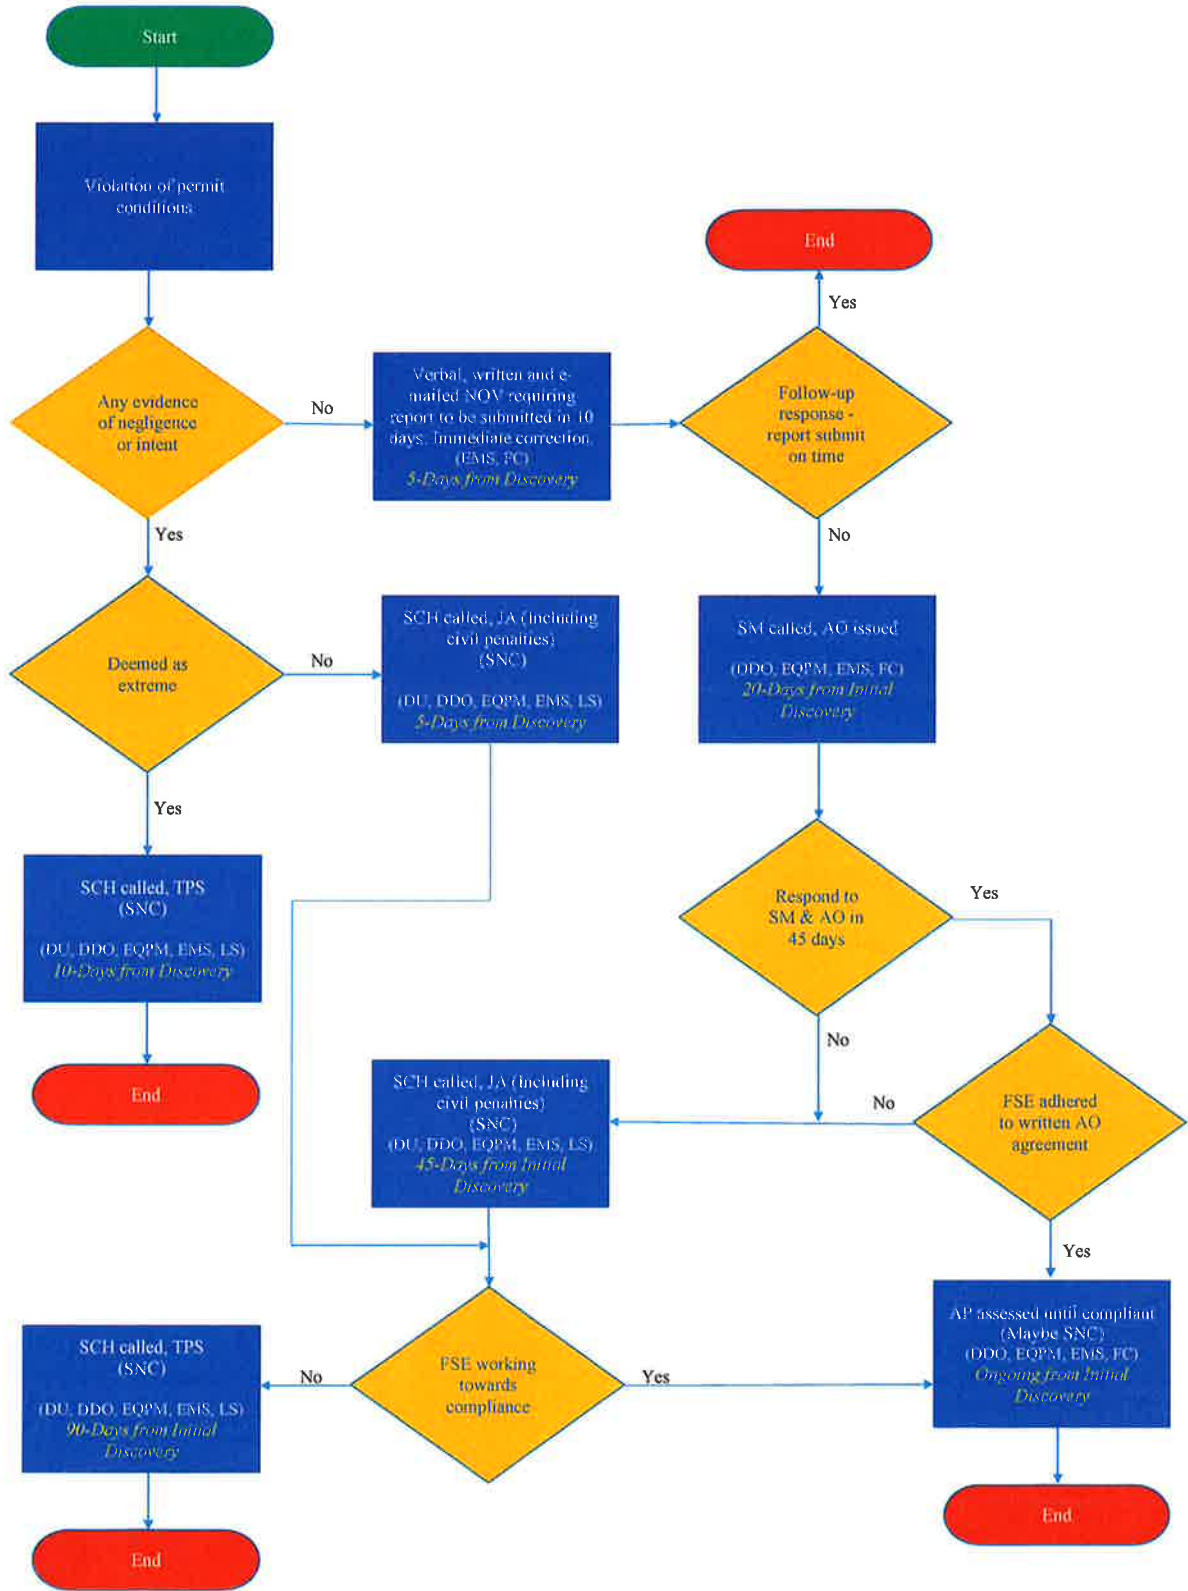 Start
Violation of permit
conditions
End
Yes
Any evidence
of negligence
or intent
No
Verbal, written and e-
mailed NOV requiring
report to be submitted in 10
days. Immediate correction.
(EMS, FC)
5-Days from Discovery
Follow-up
response -
report submit
on time
Yes
No
Deemed as
extreme
No
SCH called, JA (Including
civil penalties)
(SNC)
(DU, DDO, EQPM, EMS, LS)
5-Days from Discovery
SM called, AO issued
(DDO, EQPM, EMS, FC)
20-Days from Initial
Discovery
Yes
SCH called, TPS
(SNC)
(DU, DDO, EQPM, EMS, LS)
10-Days from Discovery
Respond to
SM & AO in
45 days
Yes
No
End
SCH called, JA (Including
civil penalties)
(SNC)
(DU, DDO, EQPM, EMS, LS)
45-Days from Initial
Discovery
No
FSE adhered
to written AO
agreement
Yes
SCH called, TPS
(SNC)
(DU, DDO, EQPM, EMS, LS)
90-Days from Initial
Discovery
No
FSE working
towards
compliance
Yes
AP assessed until compliant
(Maybe SNC)
(DDO, EQPM, EMS, FC)
Ongoing from Initial
Discovery
End
End